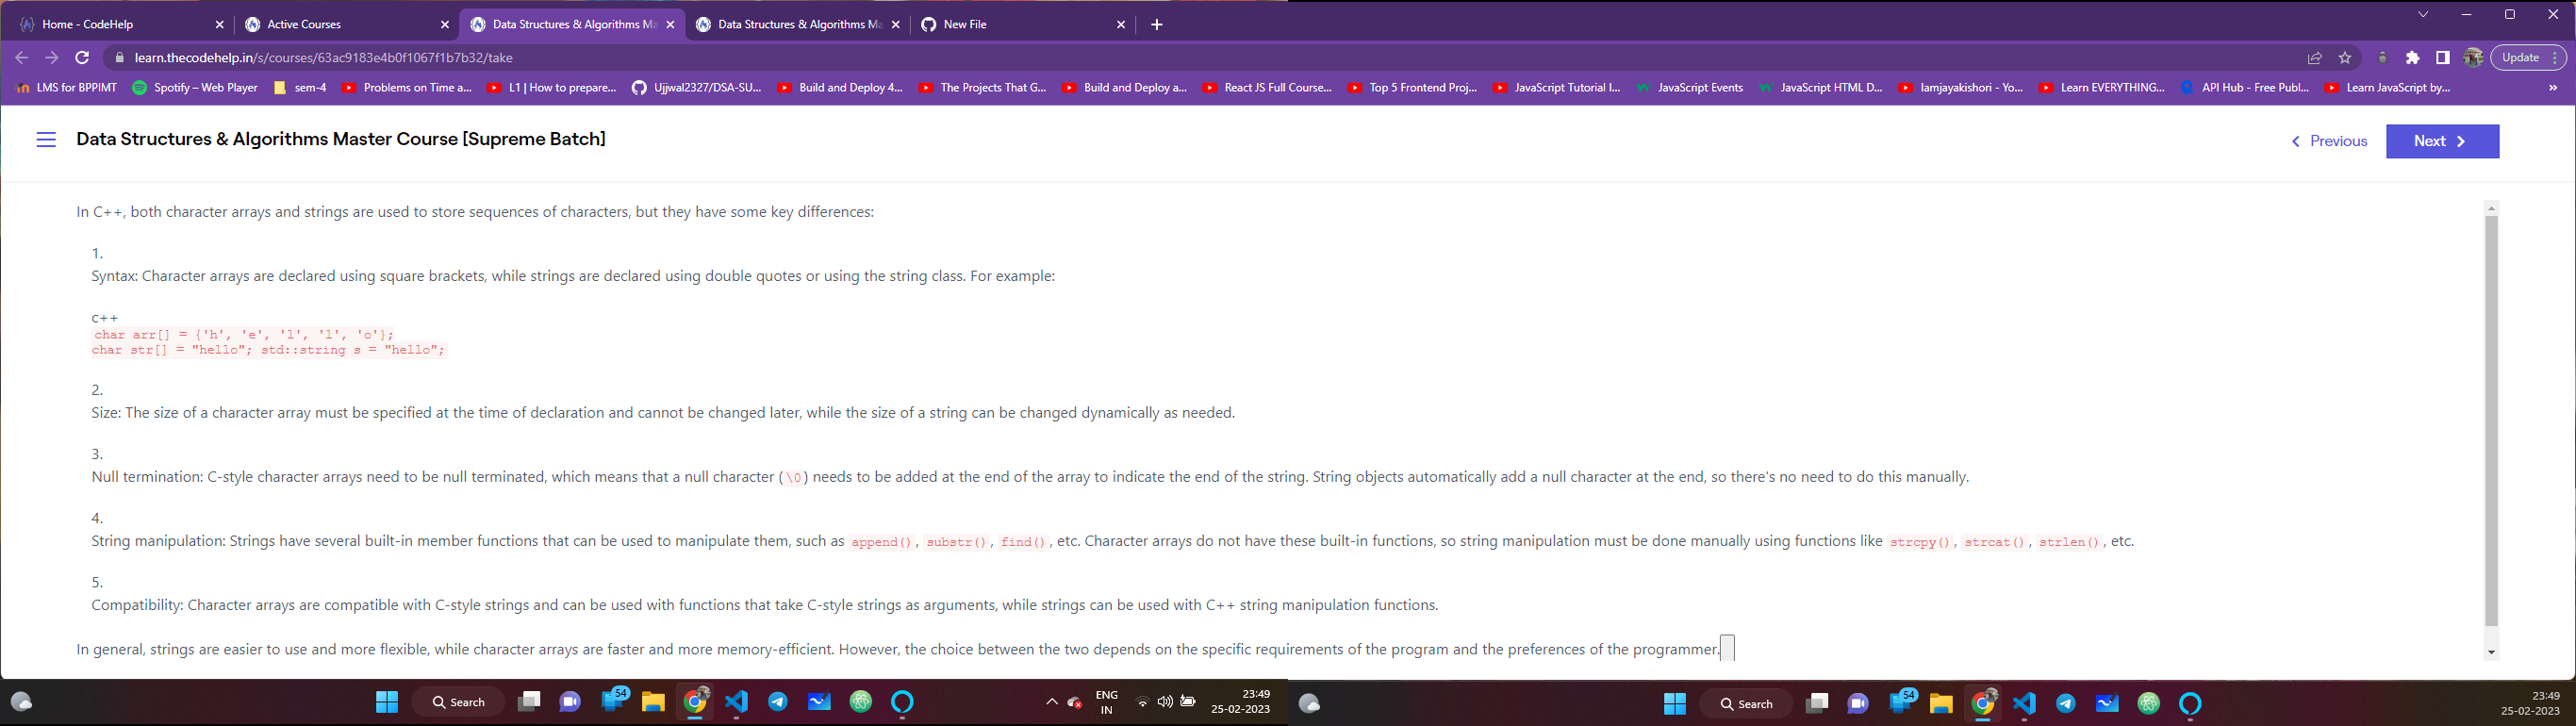 Home - CodeHelp
Active Courses
Data Structures & Algorithms Ma
Data Structures & Algorithms Ma
New File
learn.thecodehelp.in/s/courses/63ac9183e4b0f1067f1b7b32/take
Update
LMS for BPPIMT
Spotify – Web Player
sem-4
Problems on Time a...
L1 | How to prepare...
Ujjwal2327/DSA-SU...
Build and Deploy 4...
The Projects That G...
Build and Deploy a...
React JS Full Course...
Top 5 Frontend Proj...
JavaScript Tutorial I...
JavaScript Events
JavaScript HTML D...
Iamjayakishori - Yo...
Learn EVERYTHING...
API Hub - Free Publ...
Learn JavaScript by...
»
Data Structures & Algorithms Master Course [Supreme Batch]
Previous
Next
In C++, both character arrays and strings are used to store sequences of characters, but they have some key differences:
1.
Syntax: Character arrays are declared using square brackets, while strings are declared using double quotes or using the string class. For example:
c++
char arr[] = {'h', 'e', 'l', 'l', 'o'};
char str[] = "hello"; std::string s = "hello";
2.
Size: The size of a character array must be specified at the time of declaration and cannot be changed later, while the size of a string can be changed dynamically as needed.
3.
Null termination: C-style character arrays need to be null terminated, which means that a null character (\0) needs to be added at the end of the array to indicate the end of the string. String objects automatically add a null character at the end, so there's no need to do this manually.
4.
String manipulation: Strings have several built-in member functions that can be used to manipulate them, such as append(), substr(), find(), etc. Character arrays do not have these built-in functions, so string manipulation must be done manually using functions like strcpy(), strcat(), strlen(), etc.
5.
Compatibility: Character arrays are compatible with C-style strings and can be used with functions that take C-style strings as arguments, while strings can be used with C++ string manipulation functions.
In general, strings are easier to use and more flexible, while character arrays are faster and more memory-efficient. However, the choice between the two depends on the specific requirements of the program and the preferences of the programmer.
Search
54
ENG
IN
23:49
25-02-2023
Search
54
23:49
25-02-2023